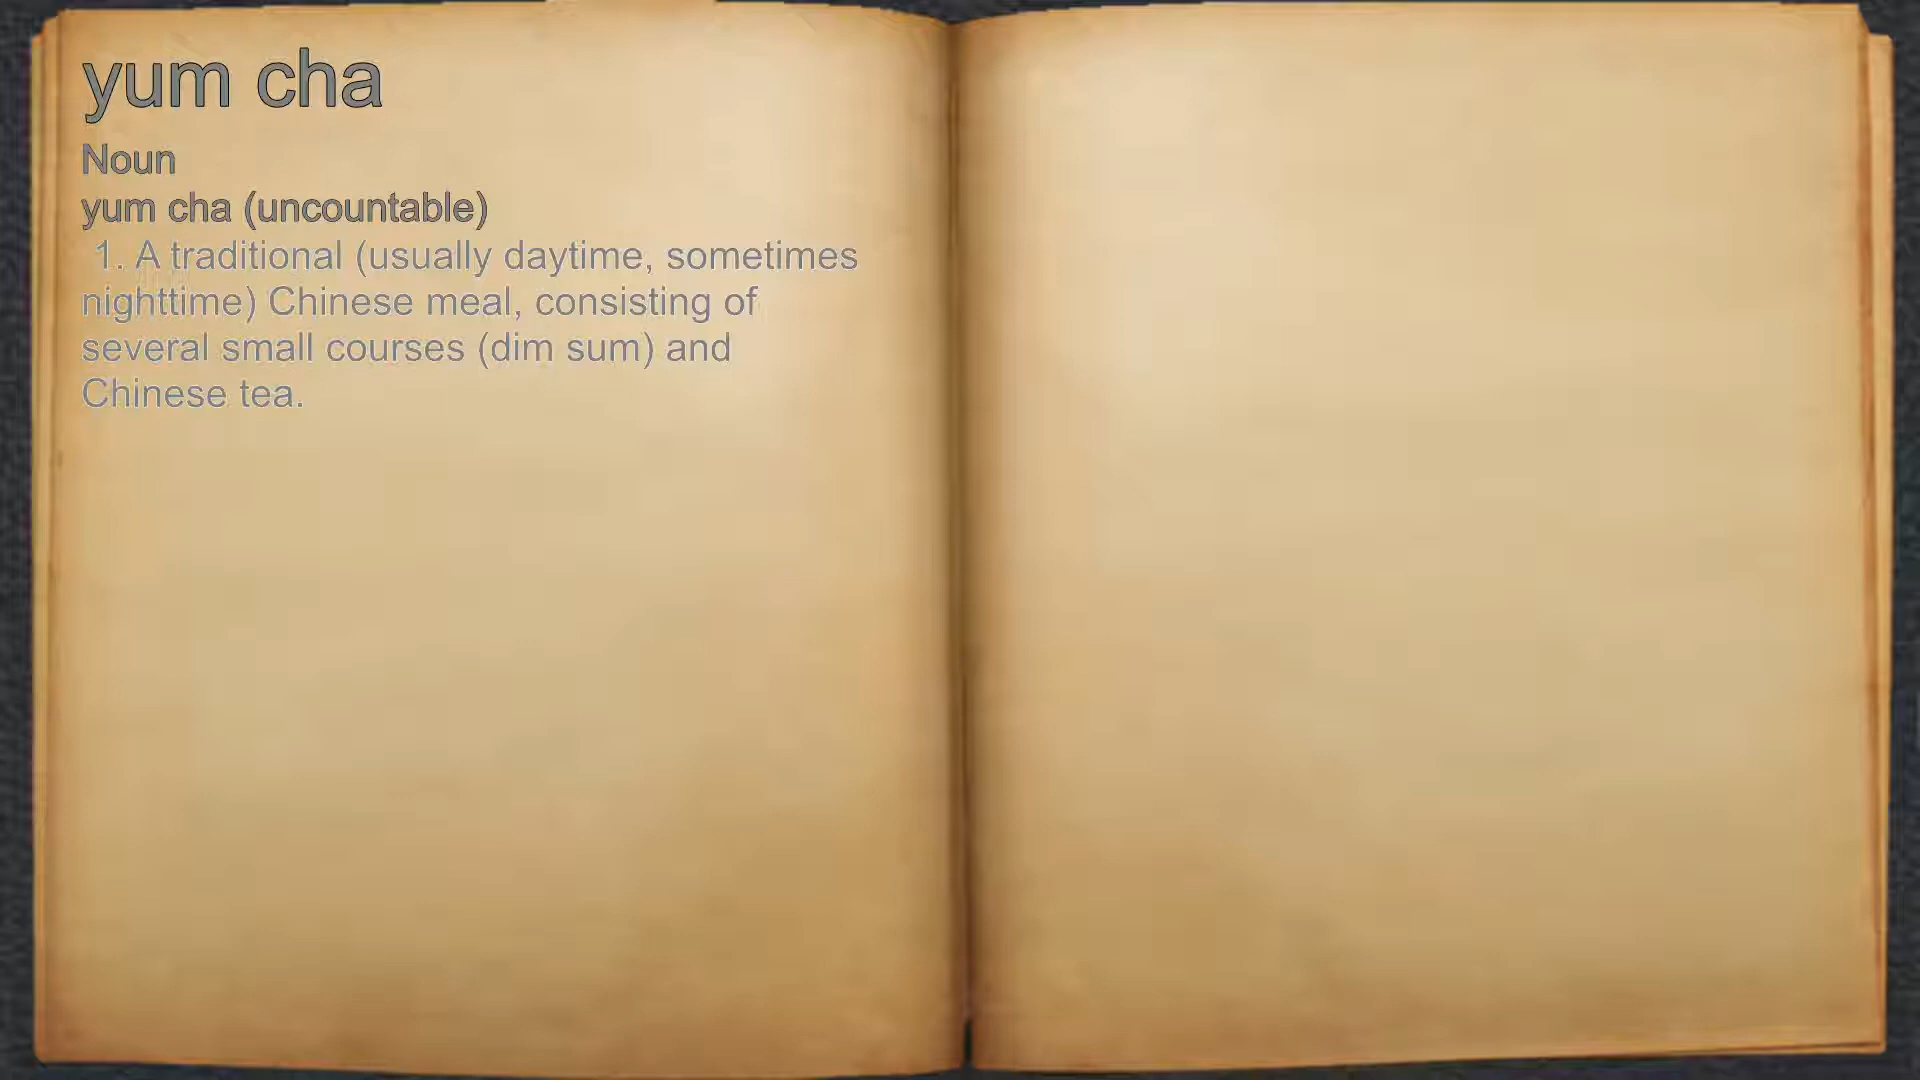 yum cha
Noun
yum cha (uncountable)
1. A traditional (usually daytime, sometimes
nighttime) Chinese meal, consisting of
several small courses (dim sum) and
Chinese tea.